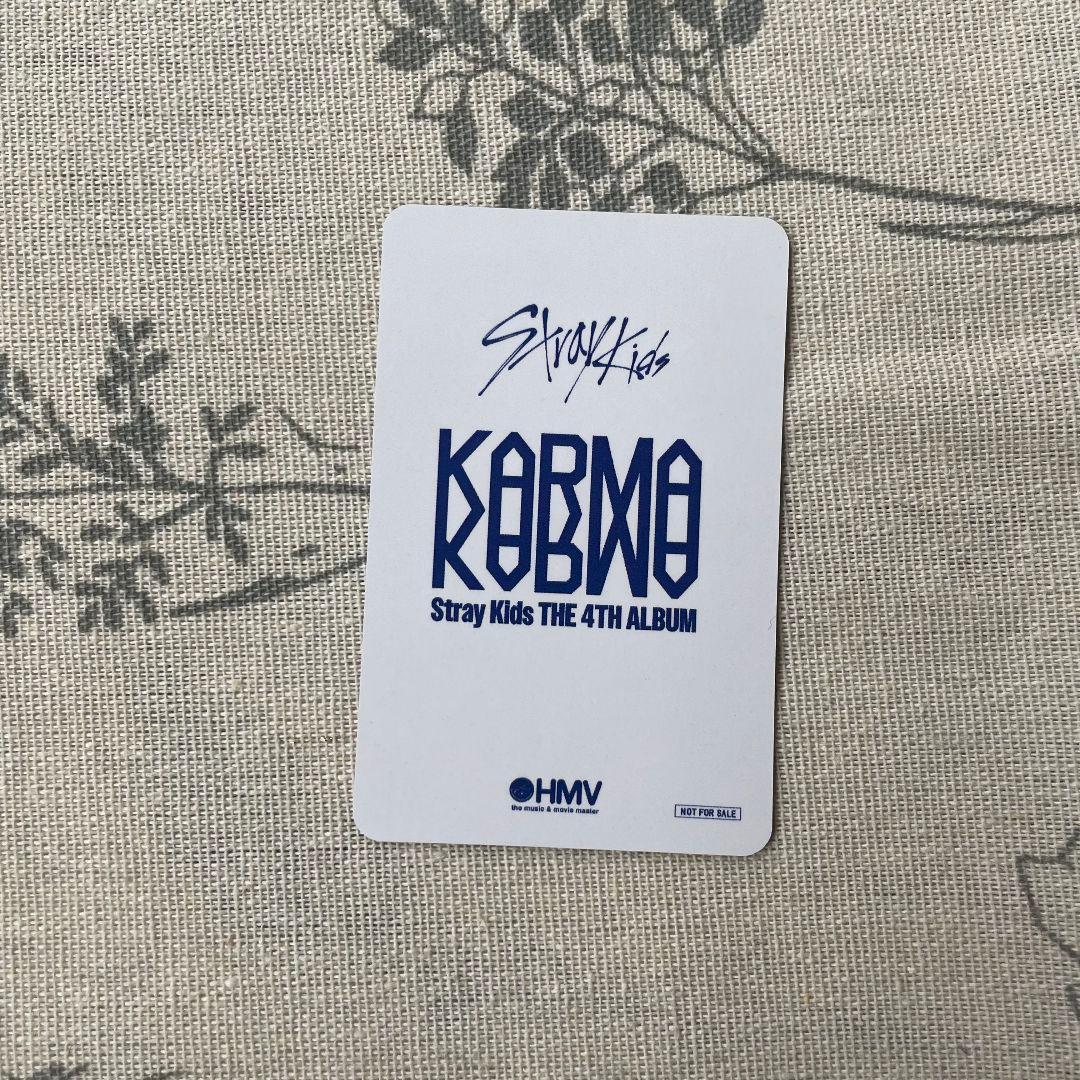 Stray Kids
KARMA
KARMA
Stray Kids THE 4TH ALBUM
HMV
the music & movie master
NOT FOR SALE